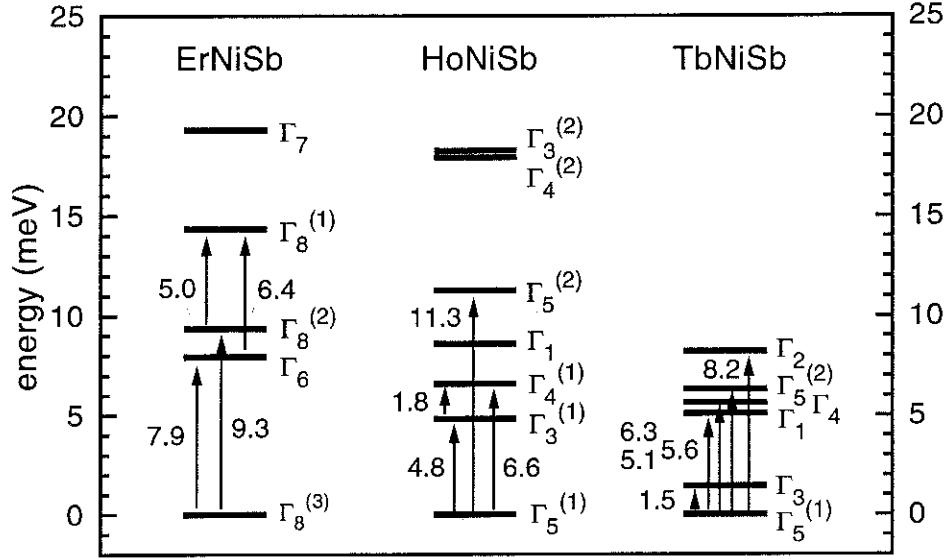 25
20
15
10
5
0
energy (meV)
ErNiSb
Γ7
Γ8(1)
5.0
6.4
Γ8(2)
Γ6
7.9
9.3
Γ8(3)
HoNiSb
Γ3(2)
Γ4(2)
Γ5(2)
11.3
Γ1
Γ4(1)
1.8
Γ3(1)
4.8
6.6
Γ5(1)
TbNiSb
Γ2
8.2
Γ5(2)
Γ4
Γ1
6.3
5.1
5.6
Γ3
1.5
Γ5(1)
25
20
15
10
5
0